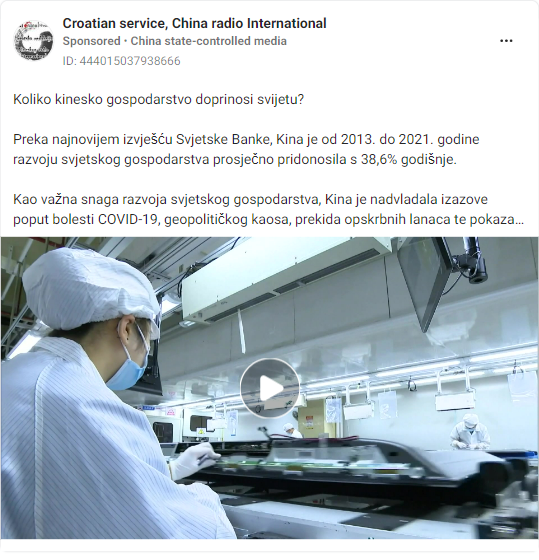 Croatian service, China radio International
Sponsored · China state-controlled media
ID: 444015037938666
Koliko kinesko gospodarstvo doprinosi svijetu?
Preka najnovijem izvješću Svjetske Banke, Kina je od 2013. do 2021. godine
razvoju svjetskog gospodarstva prosječno pridonosila s 38,6% godišnje.
Kao važna snaga razvoja svjetskog gospodarstva, Kina je nadvladala izazove
poput bolesti COVID-19, geopolitičkog kaosa, prekida opskrbnih lanaca te pokaza…